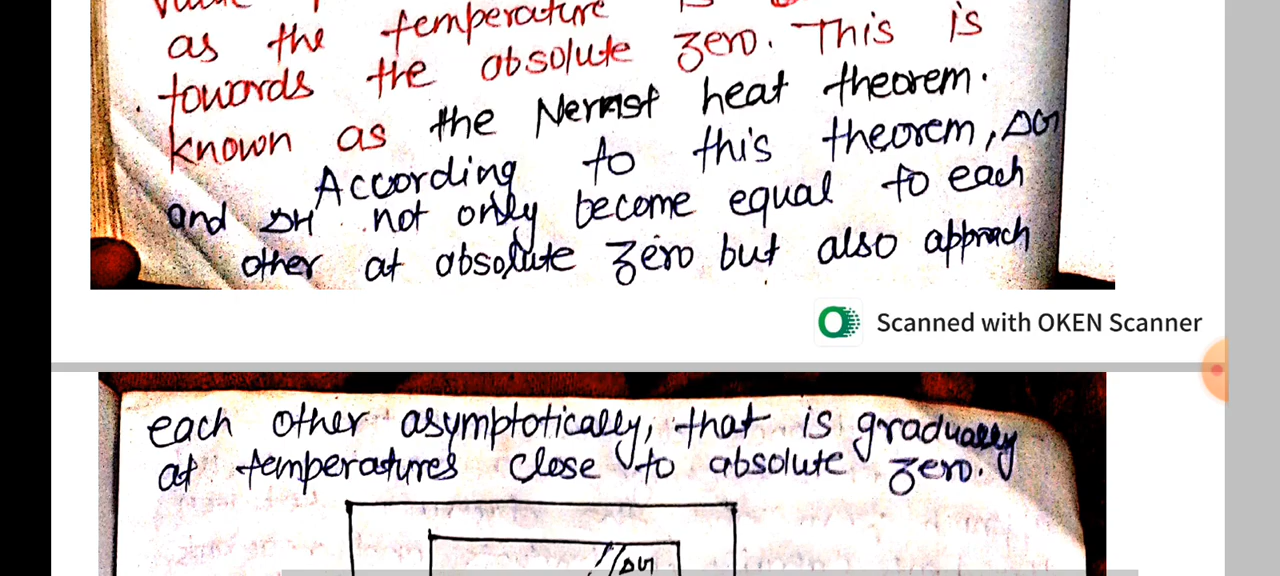 as the temperature
towards the absolute zero. This is
known as the Nernst heat theorem.
According to this theorem, ΔG
and ΔH not only become equal to each
other at absolute zero but also approach
Scanned with OKEN Scanner
each other asymptotically, that is gradually
at temperatures close to absolute zero.
ΔG